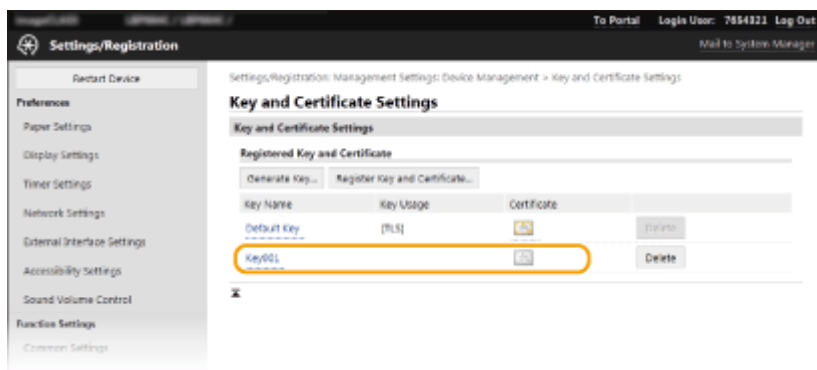 To Portal Login User: 7654321 Log Out
Settings/Registration
Mail to System Manager
Restart Device
Settings/Registration: Management Settings: Device Management > Key and Certificate Settings
Preferences
Key and Certificate Settings
Paper Settings
Key and Certificate Settings
Display Settings
Registered Key and Certificate
Timer Settings
Generate Key... Register Key and Certificate...
Network Settings
Key Name Key Usage Certificate
External Interface Settings
Default Key [TLS] Delete
Accessibility Settings
Key001 Delete
Sound Volume Control
Function Settings
Common Settings